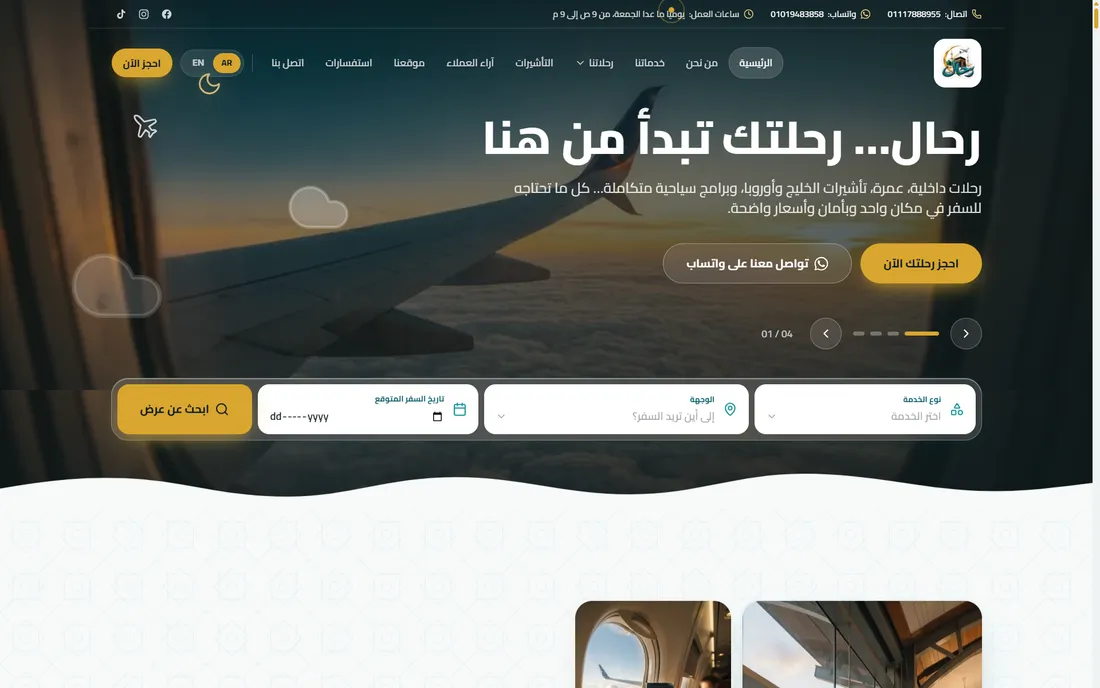 اتصال: 01117888955
واتساب: 01019483858
ساعات العمل: يوميًا ما عدا الجمعة، من 9 ص إلى 9 م
رحال
الرئيسية
من نحن
خدماتنا
رحلاتنا
التأشيرات
آراء العملاء
موقعنا
استفسارات
اتصل بنا
AR
EN
احجز الآن
رحال... رحلتك تبدأ من هنا
رحلات داخلية، عمرة، تأشيرات الخليج وأوروبا، وبرامج سياحية متكاملة... كل ما تحتاجه
للسفر في مكان واحد وبأمان وأسعار واضحة.
احجز رحلتك الآن
تواصل معنا على واتساب
01 / 04
نوع الخدمة
اختر الخدمة
الوجهة
إلى أين تريد السفر؟
تاريخ السفر المتوقع
dd-----yyyy
ابحث عن عرض